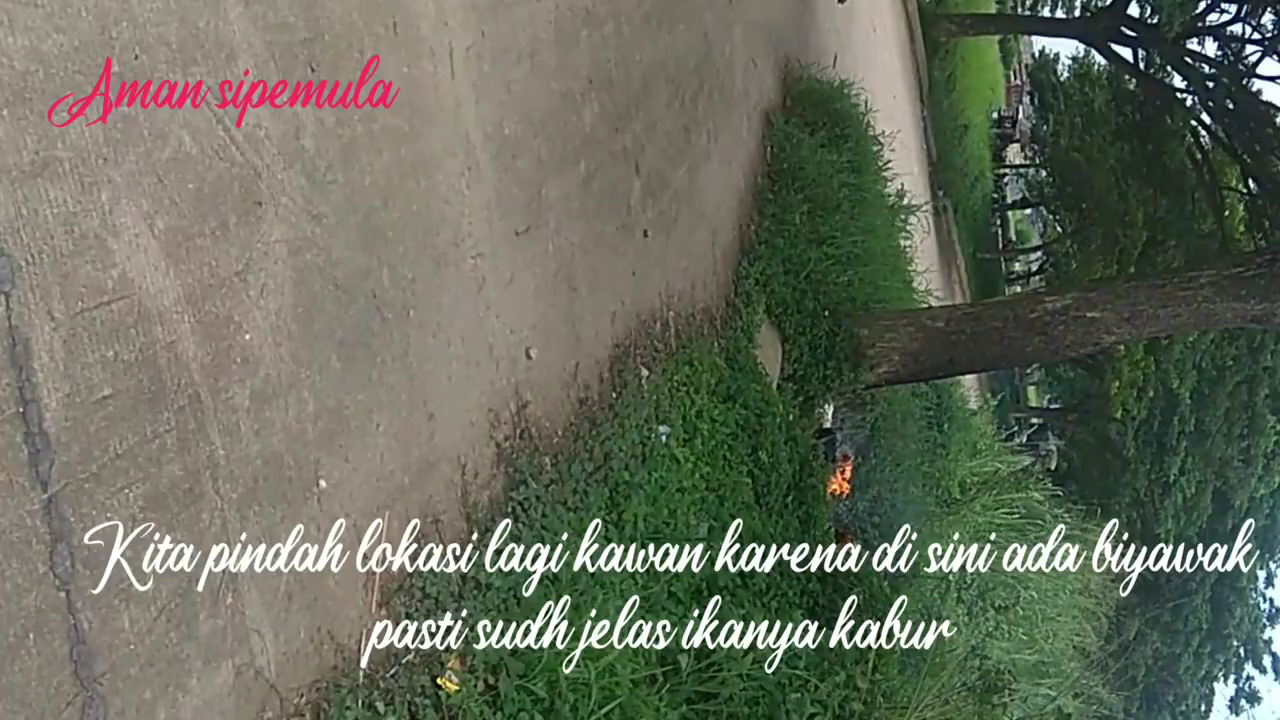 Aman sipemula
Kita pindah lokasi lagi kawan karena di sini ada biyawak
pasti sudh jelas ikanya kabur